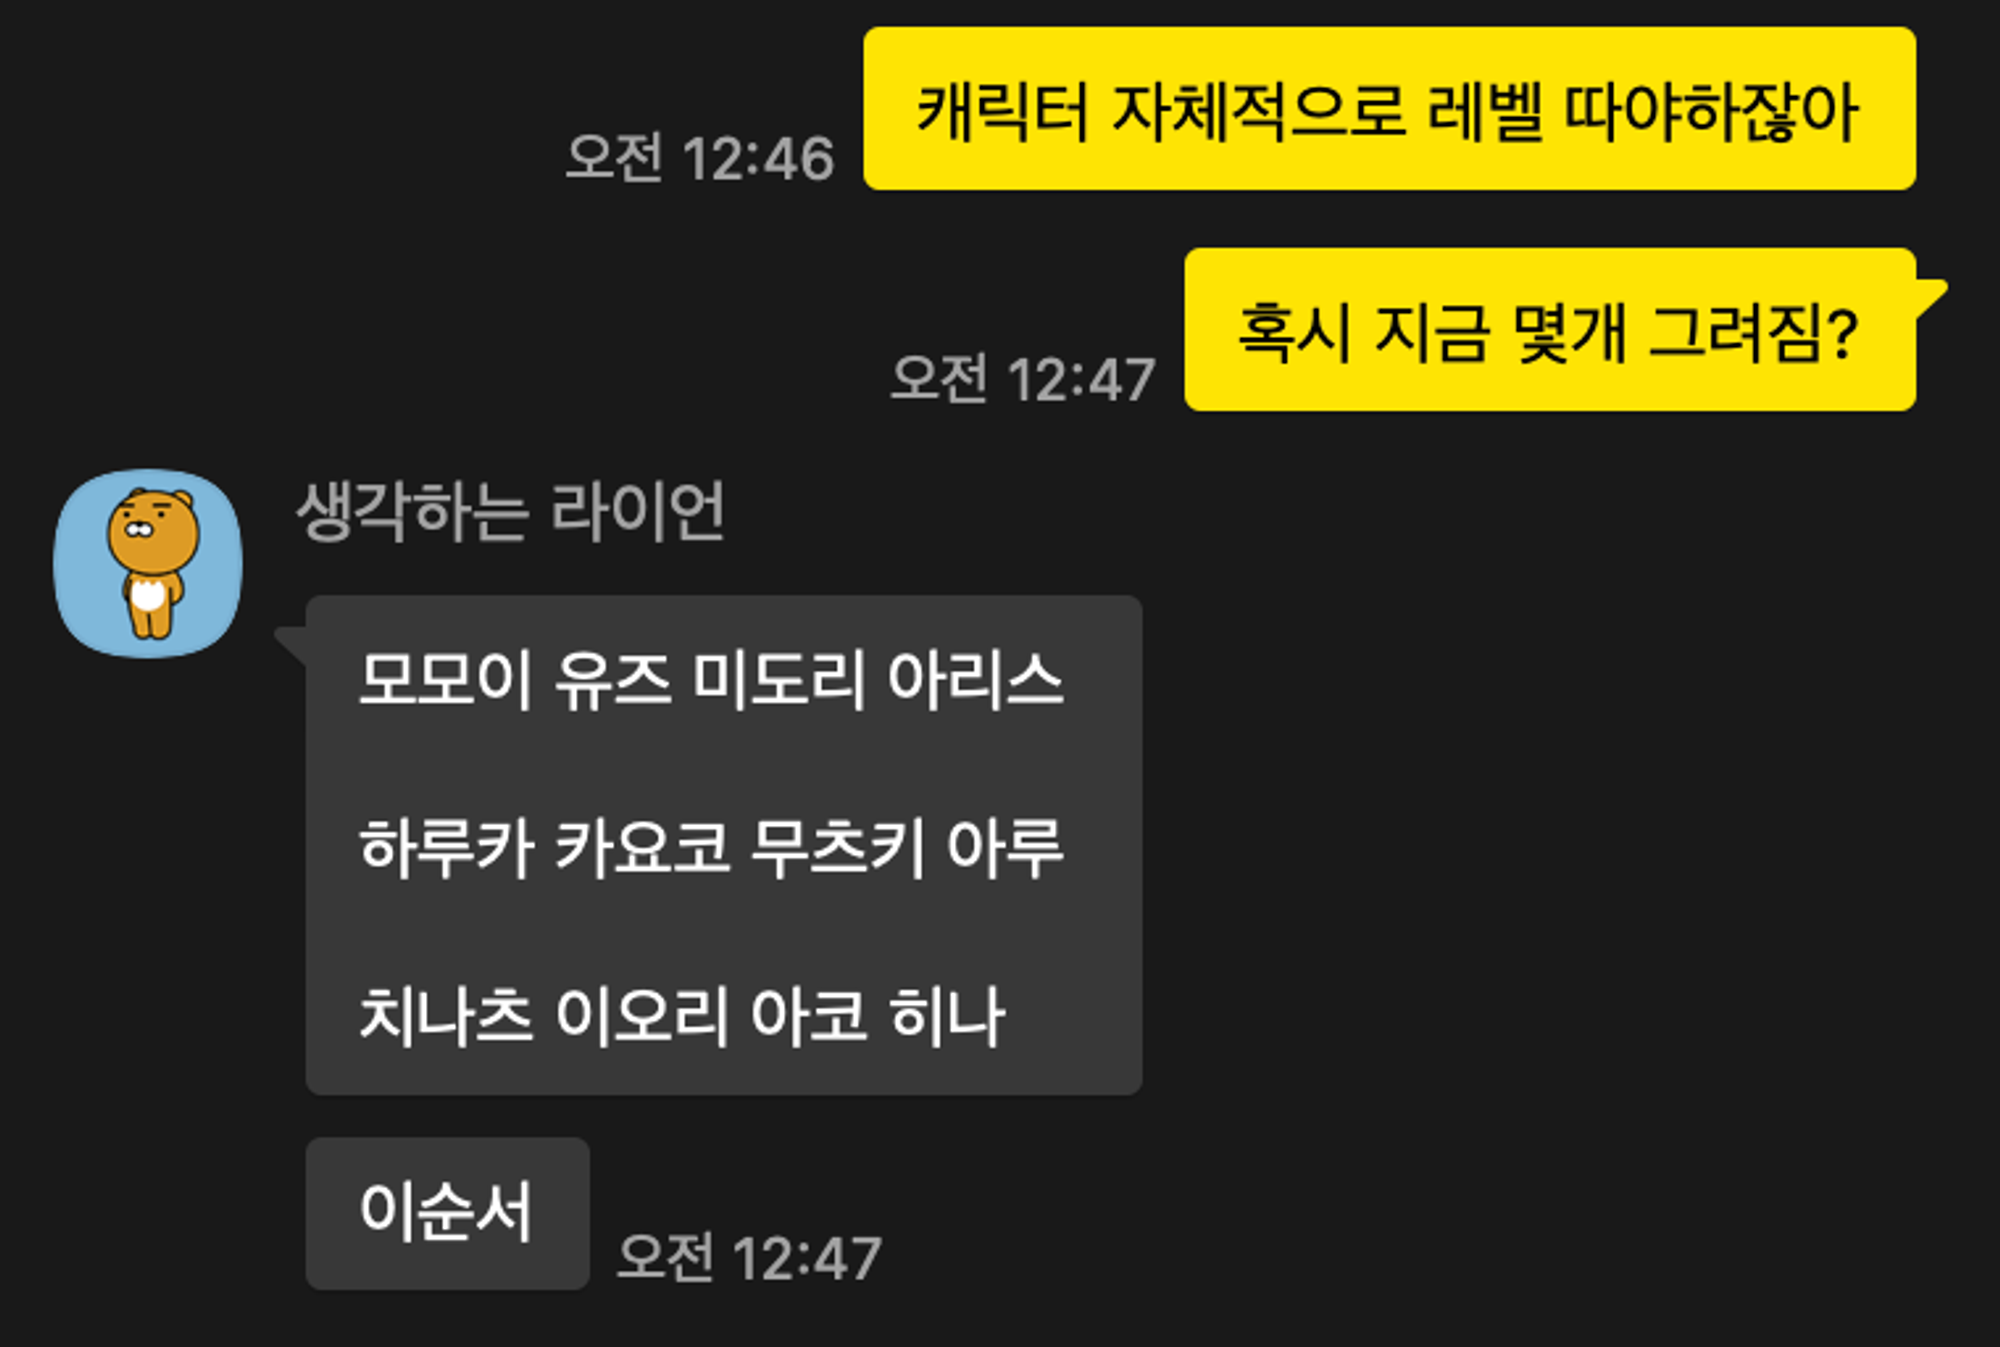 캐릭터 자체적으로 레벨 따야하잖아
오전 12:46
혹시 지금 몇개 그려짐?
오전 12:47
생각하는 라이언
모모이 유즈 미도리 아리스
하루카 카요코 무츠키 아루
치나츠 이오리 아코 히나
이순서
오전 12:47